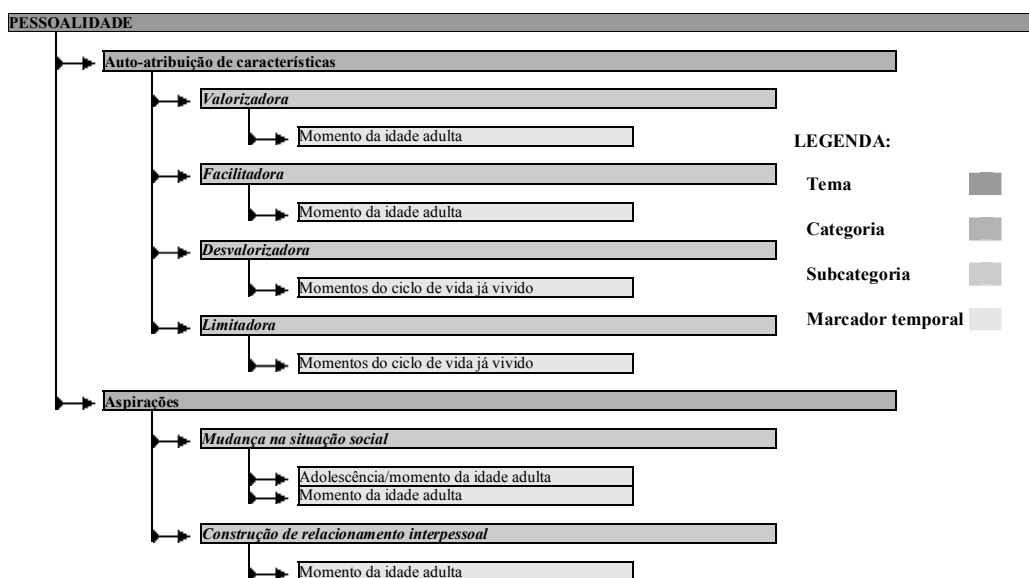 PESSOALIDADE
Auto-atribuição de características
Valorizadora
Momento da idade adulta
Facilitadora
Momento da idade adulta
Desvalorizadora
Momentos do ciclo de vida já vivido
Limitadora
Momentos do ciclo de vida já vivido
Aspirações
Mudança na situação social
Adolescência/momento da idade adulta
Momento da idade adulta
Construção de relacionamento interpessoal
Momento da idade adulta
LEGENDA:
Tema
Categoria
Subcategoria
Marcador temporal